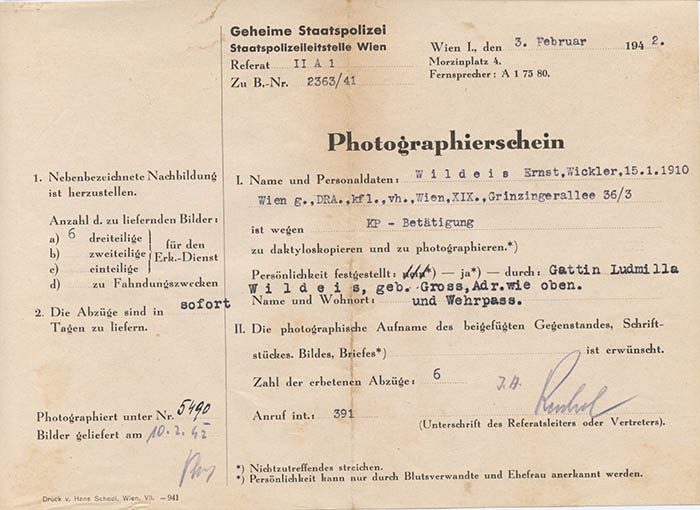 Geheime Staatspolizei
Staatspolizeileitstelle Wien
Referat II A 1
Zu B.-Nr. 2363/41
Wien I., den 3. Februar 1942.
Morzinplatz 4.
Fernsprecher: A 1 75 80.
Photographierschein
1. Nebenbezeichnete Nachbildung
ist herzustellen.
Anzahl d. zu liefernden Bilder:
a) 6 dreiteilige
b) zweiteilige
c) einteilige
für den
Erk.-Dienst
d) zu Fahndungszwecken
2. Die Abzüge sind in sofort
Tagen zu liefern.
Photographiert unter Nr. 5490
Bilder geliefert am 10.2.42
I. Name und Personaldaten: Wildeis Ernst,Wickler,15.1.1910
Wien g.,DRA.,kfl.,vh.,Wien,XIX.,Grinzingerallee 36/3
ist wegen KP - Betätigung
zu daktyloskopieren und zu photographieren.*)
Persönlichkeit festgestellt: nein*) — ja*) — durch: Gattin Ludmilla
Wildeis, geb. Gross,Adr.wie oben.
Name und Wohnort: und Wehrpass.
II. Die photographische Aufname des beigefügten Gegenstandes, Schrift-
stückes. Bildes, Briefes*) ist erwünscht.
Zahl der erbetenen Abzüge: 6
Anruf int.: 391
(Unterschrift des Referatsleiters oder Vertreters).
*) Nichtzutreffendes streichen.
*) Persönlichkeit kann nur durch Blutsverwandte und Ehefrau anerkannt werden.
Druck v. Hans Schedl, Wien, VII. —941